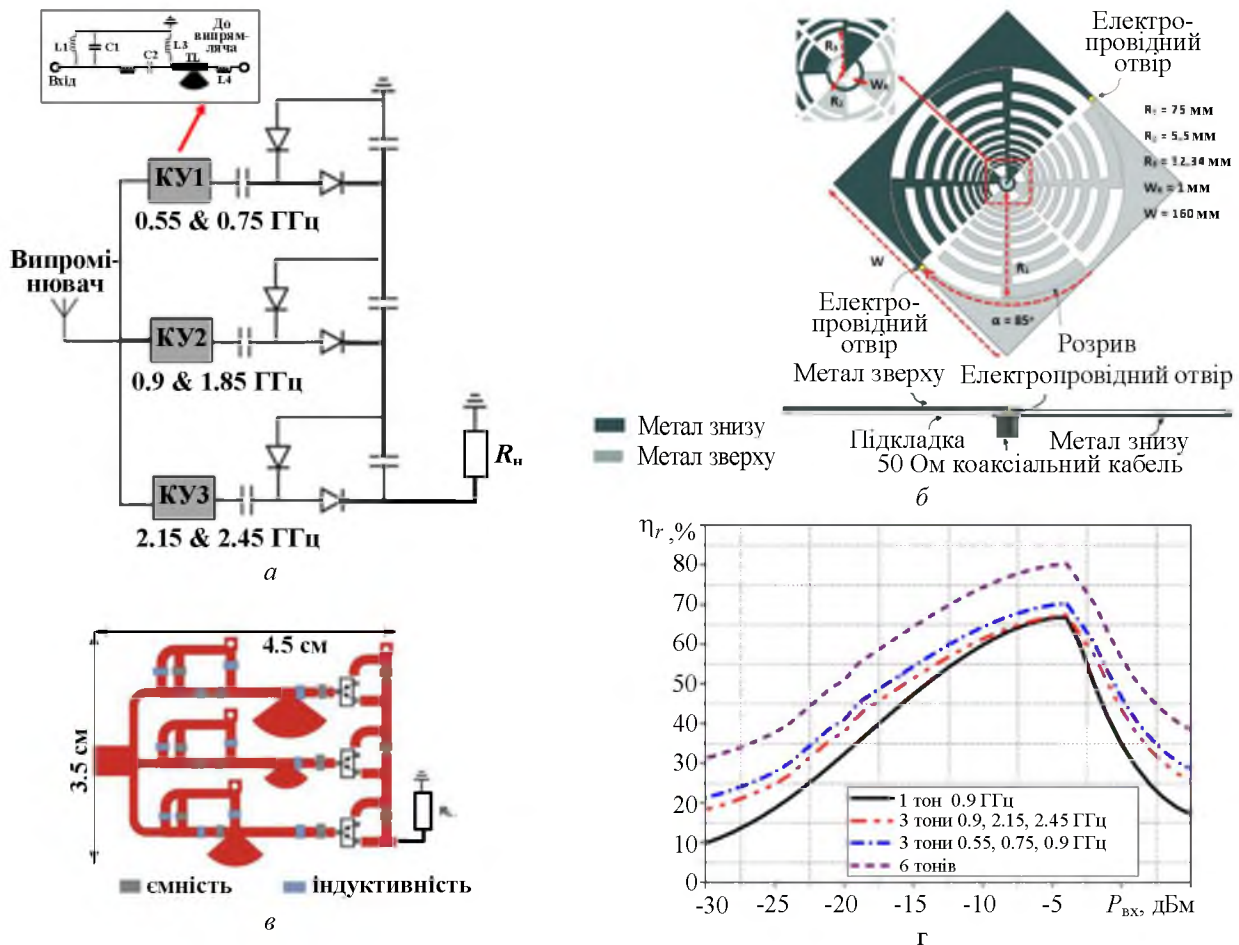 До
випрям-
ляча
L1
C1
C2
L3
TL
L4
Вхід
КУ1
0.55 & 0.75 ГГц
Випромі-
нювач
КУ2
0.9 & 1.85 ГГц
Rн
КУ3
2.15 & 2.45 ГГц
а
Електро-
провідний
отвір
R₃
R₂
W_R
R₁ = 75 мм
R₂ = 5.5 мм
R₃ = 12.34 мм
W_R = 1 мм
W = 160 мм
W
R₁
α = 85°
Електро-
провідний
отвір
Розрив
Метал зверху
Електропровідний отвір
Метал знизу
Метал зверху
Підкладка
Метал знизу
50 Ом коаксіальний кабель
б
4.5 см
3.5 см
ємність
індуктивність
в
ηr ,%
80
70
60
50
40
30
20
10
0
1 тон 0.9 ГГц
3 тони 0.9, 2.15, 2.45 ГГц
3 тони 0.55, 0.75, 0.9 ГГц
6 тонів
-30 -25 -20 -15 -10 -5 Pвх, дБм
г